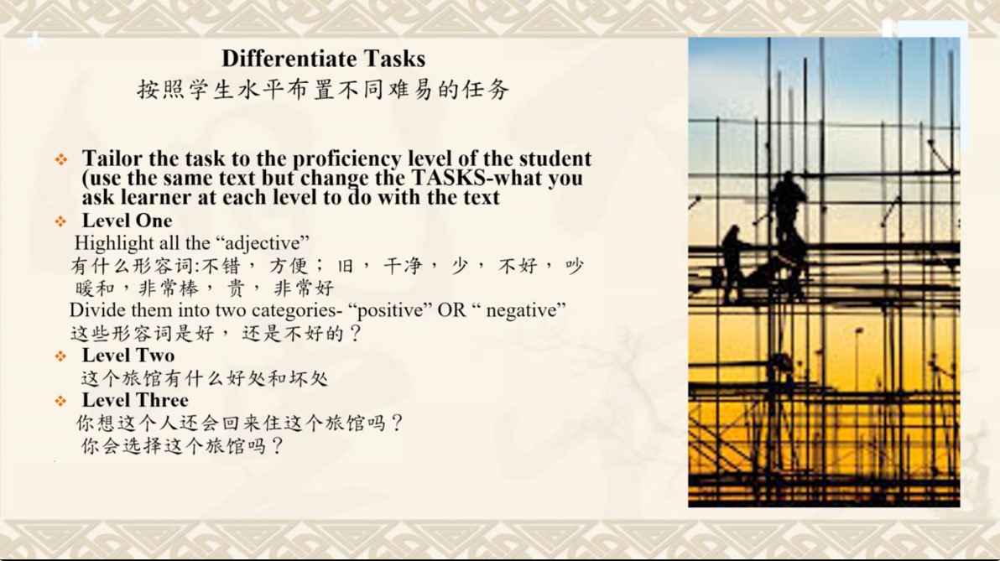 Differentiate Tasks
按照学生水平布置不同难易的任务
Tailor the task to the proficiency level of the student
(use the same text but change the TASKS-what you
ask learner at each level to do with the text
Level One
Highlight all the “adjective”
有什么形容词:不错， 方便； 旧 ， 干净 ， 少 ， 不好 ， 吵
暖和 ，非常棒 ， 贵 ， 非常好
Divide them into two categories- “positive” OR “ negative”
这些形容词是好 ， 还是不好的？
Level Two
这个旅馆有什么好处和坏处
Level Three
你想这个人还会回来住这个旅馆吗？
你会选择这个旅馆吗？